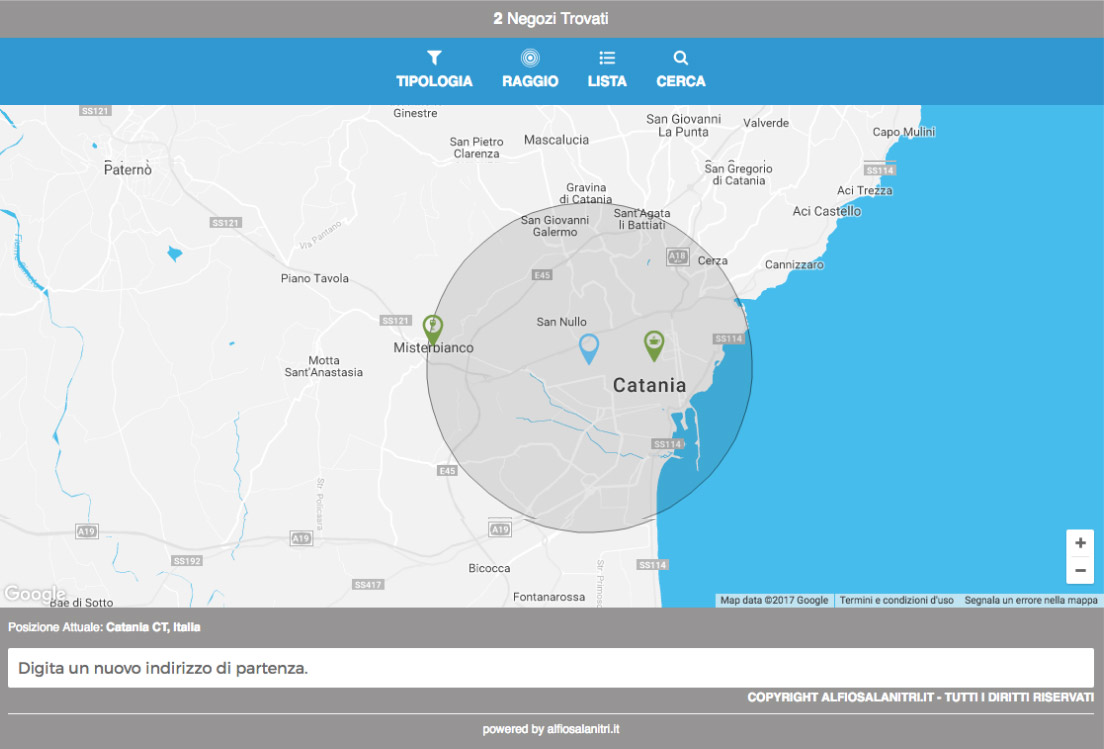 2 Negozi Trovati
TIPOLOGIA RAGGIO LISTA CERCA
SS121
Ginestre
San Giovanni
La Punta
Valverde
Capo Mulini
San Pietro
Clarenza
Mascalucia
Paternò
San Gregorio
di Catania
SS114
Aci Trezza
Gravina
di Catania
Aci Castello
SS121
San Giovanni
Galermo
Sant'Agata
li Battiati
Via Pantano
A18
Cerza
Cannizzaro
E45
Piano Tavola
SS121
San Nullo
SS114
Misterbianco
Motta
Sant'Anastasia
Catania
SS114
E45
A19
A19
A19
SS192
SS417
Bicocca
SS114
Fontanarossa
Google
Bae di Sotto
Map data ©2017 Google Termini e condizioni d'uso Segnala un errore nella mappa
Posizione Attuale: Catania CT, Italia
Digita un nuovo indirizzo di partenza.
COPYRIGHT ALFIOSALANITRI.IT - TUTTI I DIRITTI RISERVATI
powered by alfiosalanitri.it